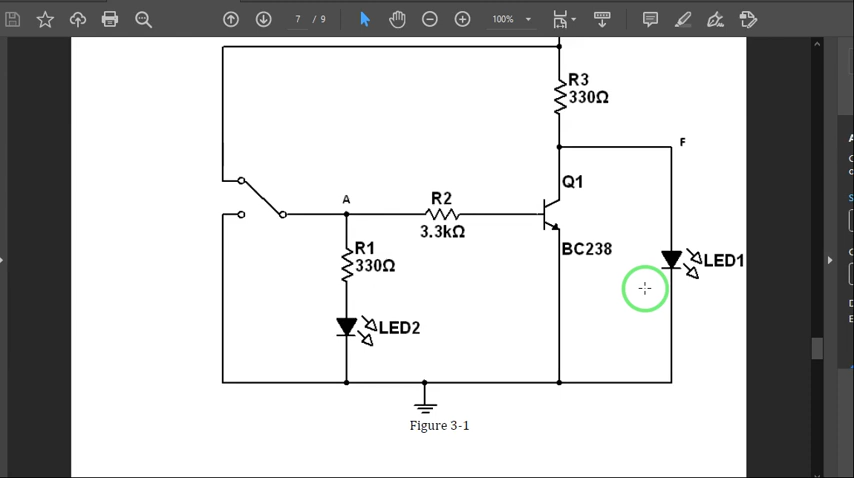 7 / 9
100%
R3
330Ω
F
Q1
A
R2
3.3kΩ
R1
330Ω
BC238
LED1
LED2
Figure 3-1